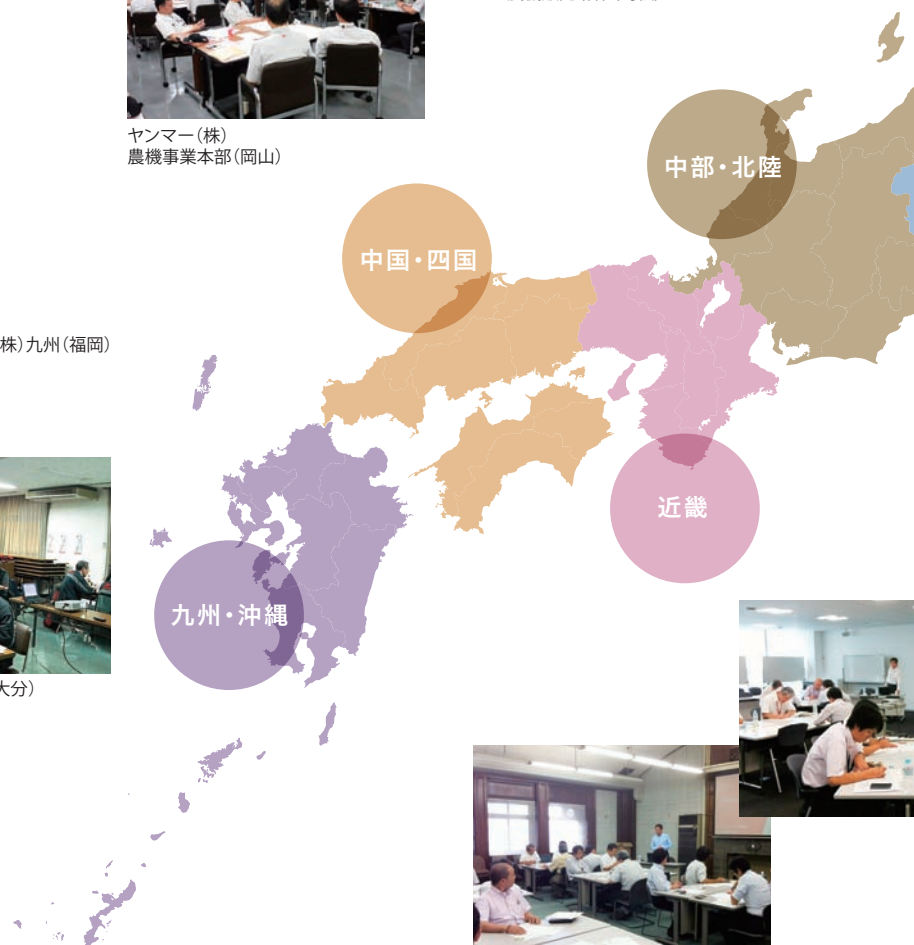 ヤンマー（株）
農機事業本部（岡山）
中部・北陸
中国・四国
株）九州（福岡）
近畿
九州・沖縄
大分）